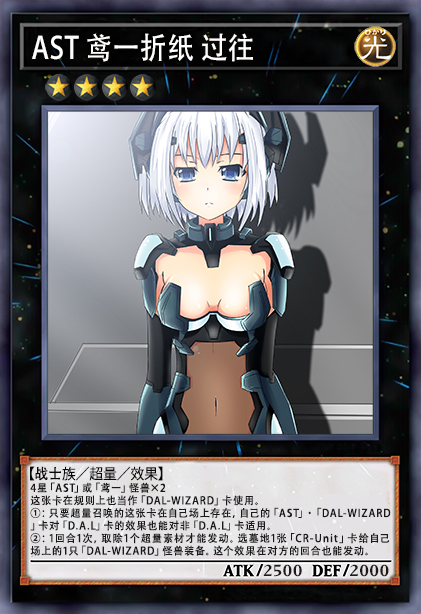 AST 鸢一折纸 过往
ひかり
光
【战士族／超量／效果】
4星「AST」或「鸢一」怪兽×2
这张卡在规则上也当作「DAL-WIZARD」卡使用。
①：只要超量召唤的这张卡在自己场上存在，自己的「AST」・「DAL-WIZARD
」卡对「D.A.L」卡的效果也能对非「D.A.L」卡适用。
②：1回合1次，取除1个超量素材才能发动。选墓地1张「CR-Unit」卡给自己
场上的1只「DAL-WIZARD」怪兽装备。这个效果在对方的回合也能发动。
ATK/2500 DEF/2000